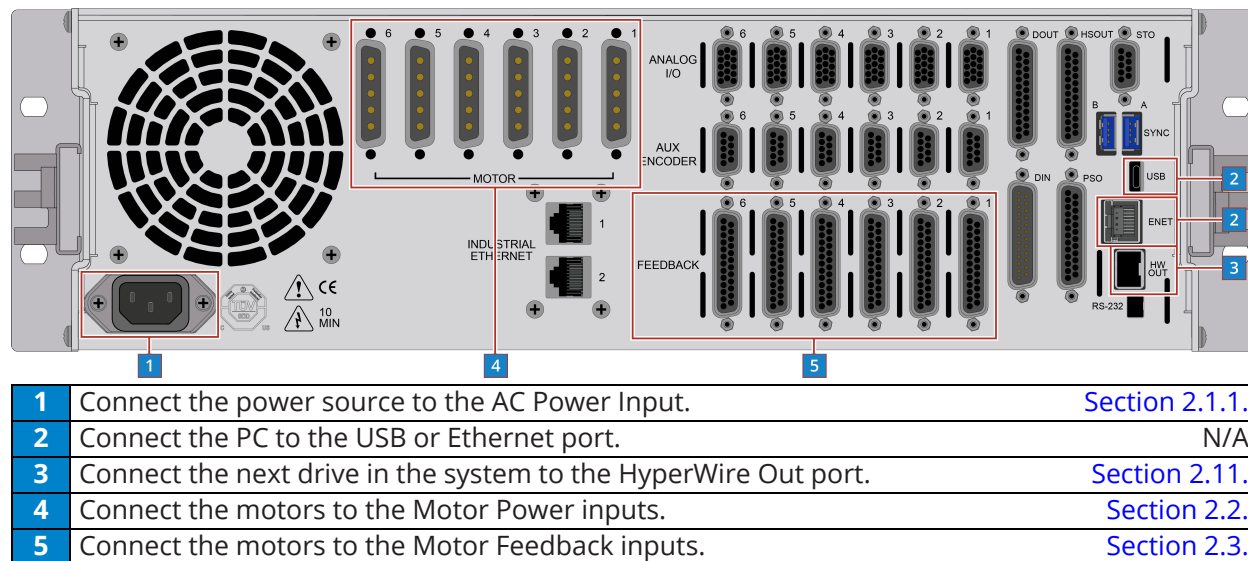 6 5 4 3 2 1
MOTOR
ANALOG
I/O
6 5 4 3 2 1
AUX
ENCODER
6 5 4 3 2 1
FEEDBACK
6 5 4 3 2 1
DOUT HSOUT STO
B A
SYNC
DIN PSO
USB 2
ENET 2
HW
OUT 3
RS-232
INDUSTRIAL
ETHERNET
1
2
TUV
CE
10
MIN
1 4 5
1 Connect the power source to the AC Power Input. Section 2.1.1.
2 Connect the PC to the USB or Ethernet port. N/A
3 Connect the next drive in the system to the HyperWire Out port. Section 2.11.
4 Connect the motors to the Motor Power inputs. Section 2.2.
5 Connect the motors to the Motor Feedback inputs. Section 2.3.